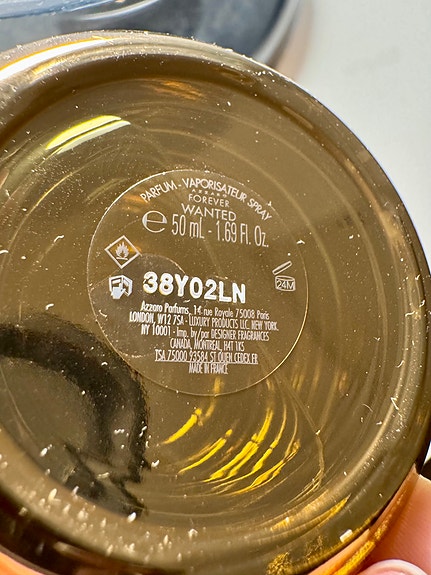 PARFUM - VAPORISATEUR SPRAY
AZZARO
FOREVER
WANTED
℮ 50 mL - 1.69 Fl. Oz.
24M
38Y02LN
Azzaro Parfums, 14 rue Royale 75008 Paris
LONDON, W12 7SA - LUXURY PRODUCTS LLC, NEW YORK,
NY 10001 - Imp. by/par DESIGNER FRAGRANCES
CANADA, MONTREAL, H4T 1K5
TSA 75000 93584 ST OUEN CEDEX FR
MADE IN FRANCE